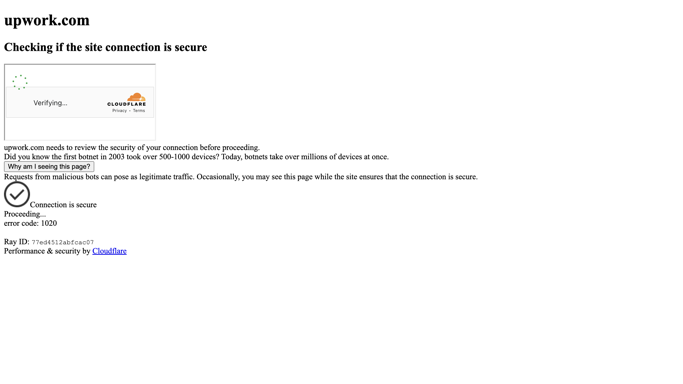 upwork.com
Checking if the site connection is secure
Verifying...
CLOUDFLARE
Privacy • Terms
upwork.com needs to review the security of your connection before proceeding.
Did you know the first botnet in 2003 took over 500-1000 devices? Today, botnets take over millions of devices at once.
Why am I seeing this page?
Requests from malicious bots can pose as legitimate traffic. Occasionally, you may see this page while the site ensures that the connection is secure.
Connection is secure
Proceeding...
error code: 1020
Ray ID: 77ed4512abfcac07
Performance & security by Cloudflare